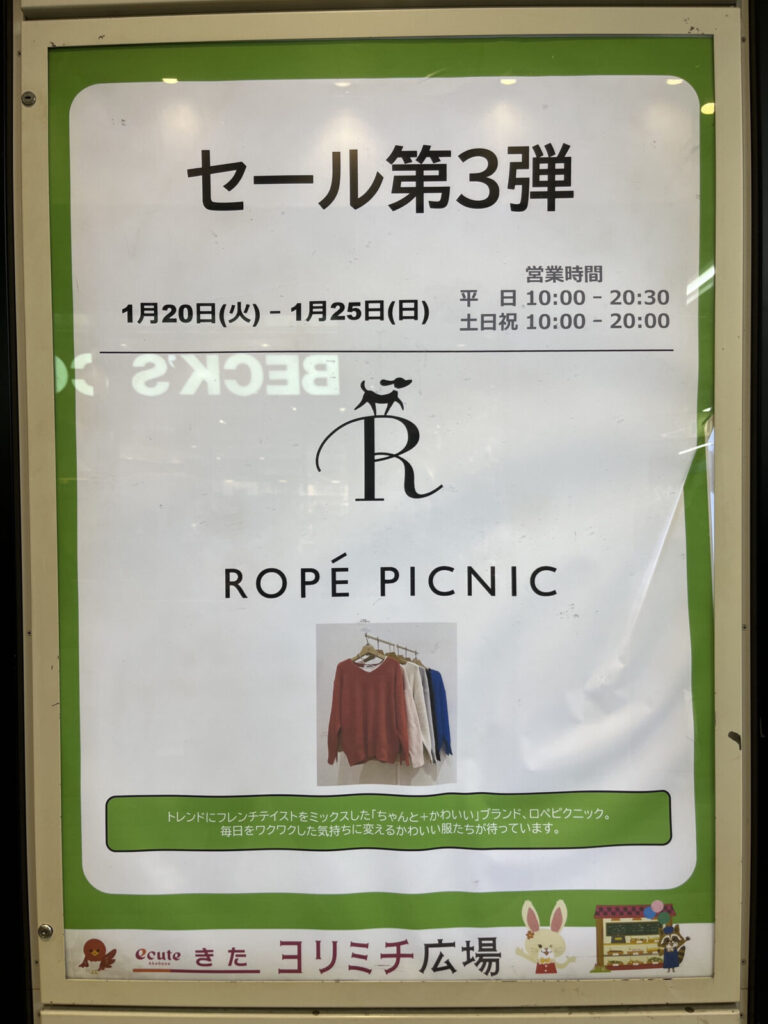 セール第3弾
1月20日(火) - 1月25日(日)
営業時間
平　日 10:00 - 20:30
土日祝 10:00 - 20:00
BECK'S CO
R
ROPÉ PICNIC
トレンドにフレンチテイストをミックスした「ちゃんと+かわいい」ブランド、ロペピクニック。
毎日をワクワクした気持ちに変えるかわいい服たちが待っています。
ecute きた ヨリミチ広場
akabane